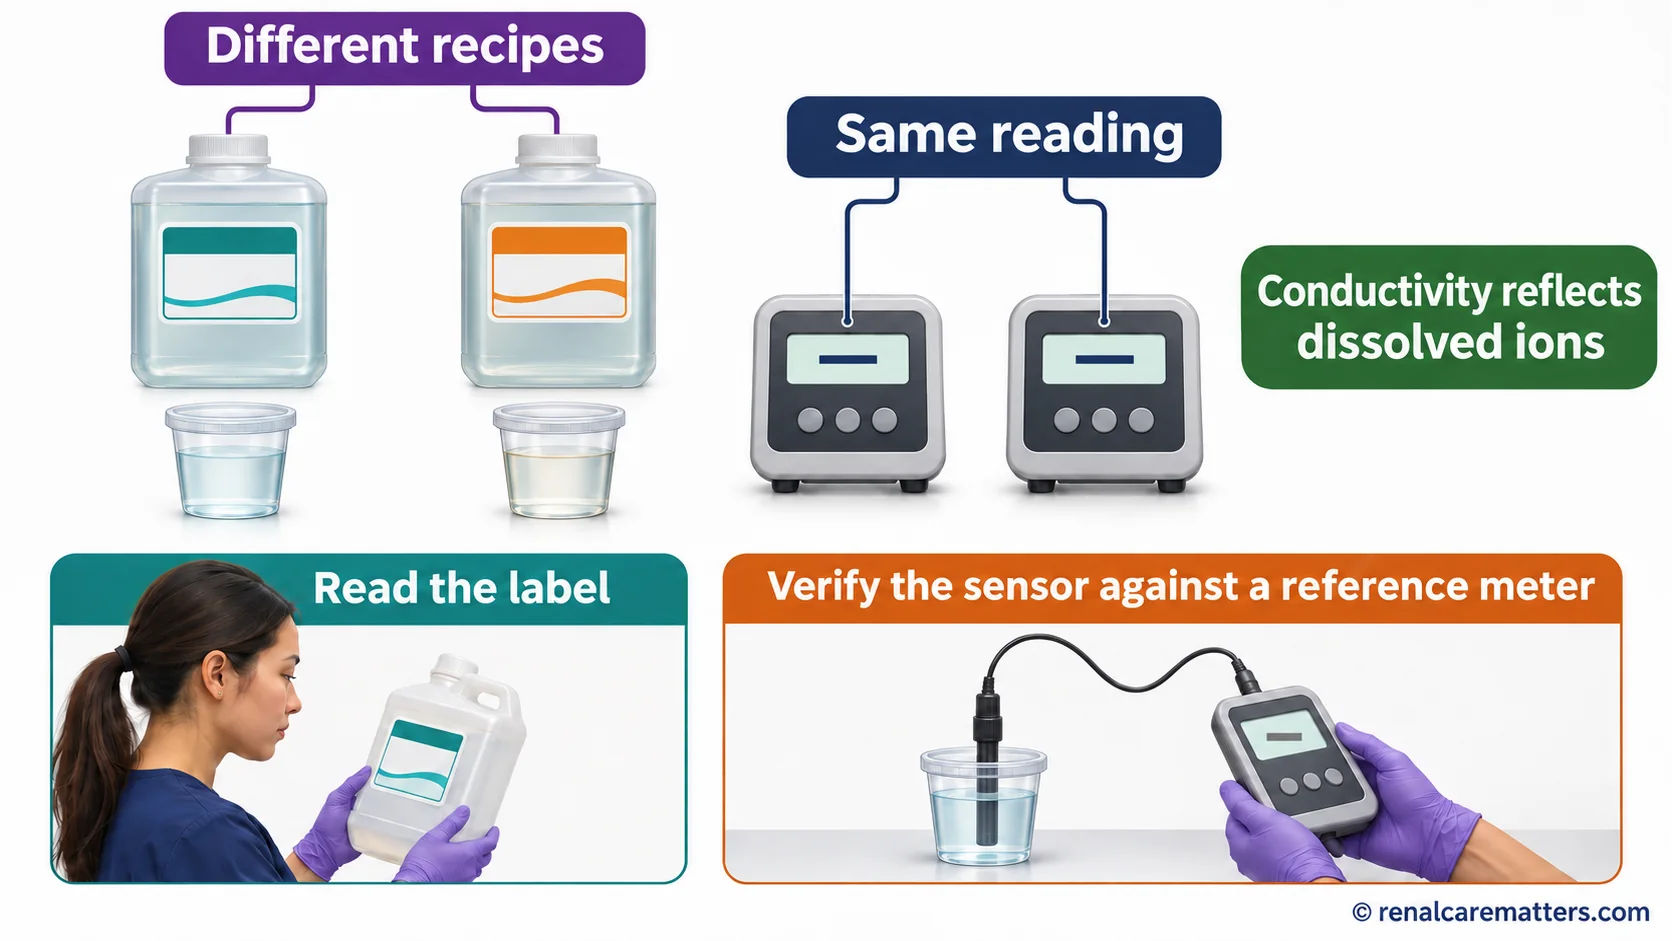 Different recipes
Same reading
Conductivity reflects
dissolved ions
Read the label
Verify the sensor against a reference meter
© renalcarematters.com